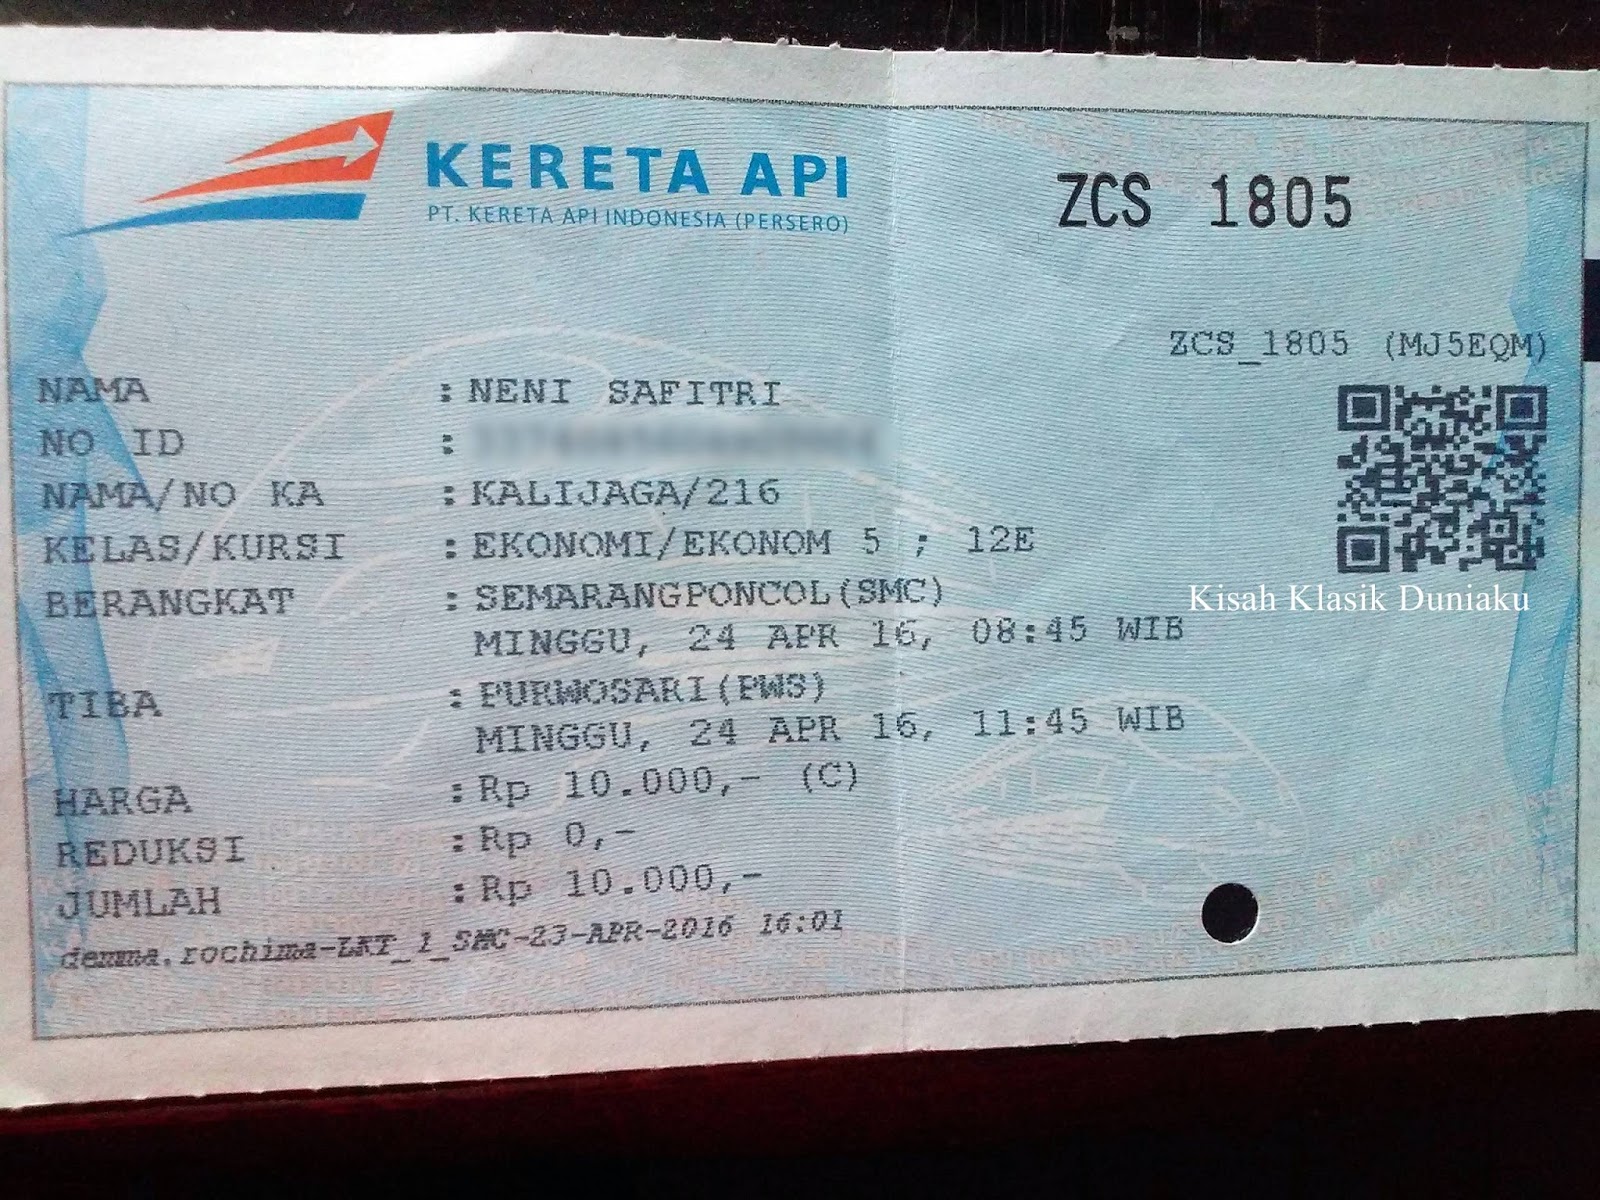 KERETA API
PT. KERETA API INDONESIA (PERSERO)
ZCS 1805
ZCS_1805 (MJ5EQM)
NAMA : NENI SAFITRI
NO ID :
NAMA/NO KA : KALIJAGA/216
KELAS/KURSI : EKONOMI/EKONOM 5 ; 12E
BERANGKAT : SEMARANGPONCOL(SMC)
MINGGU, 24 APR 16, 08:45 WIB
TIBA : PURWOSARI(PWS)
MINGGU, 24 APR 16, 11:45 WIB
HARGA : Rp 10.000,- (C)
REDUKSI : Rp 0,-
JUMLAH : Rp 10.000,-
demma.rochima-LKT_1_SMC-23-APR-2016 16:01
Kisah Klasik Duniaku